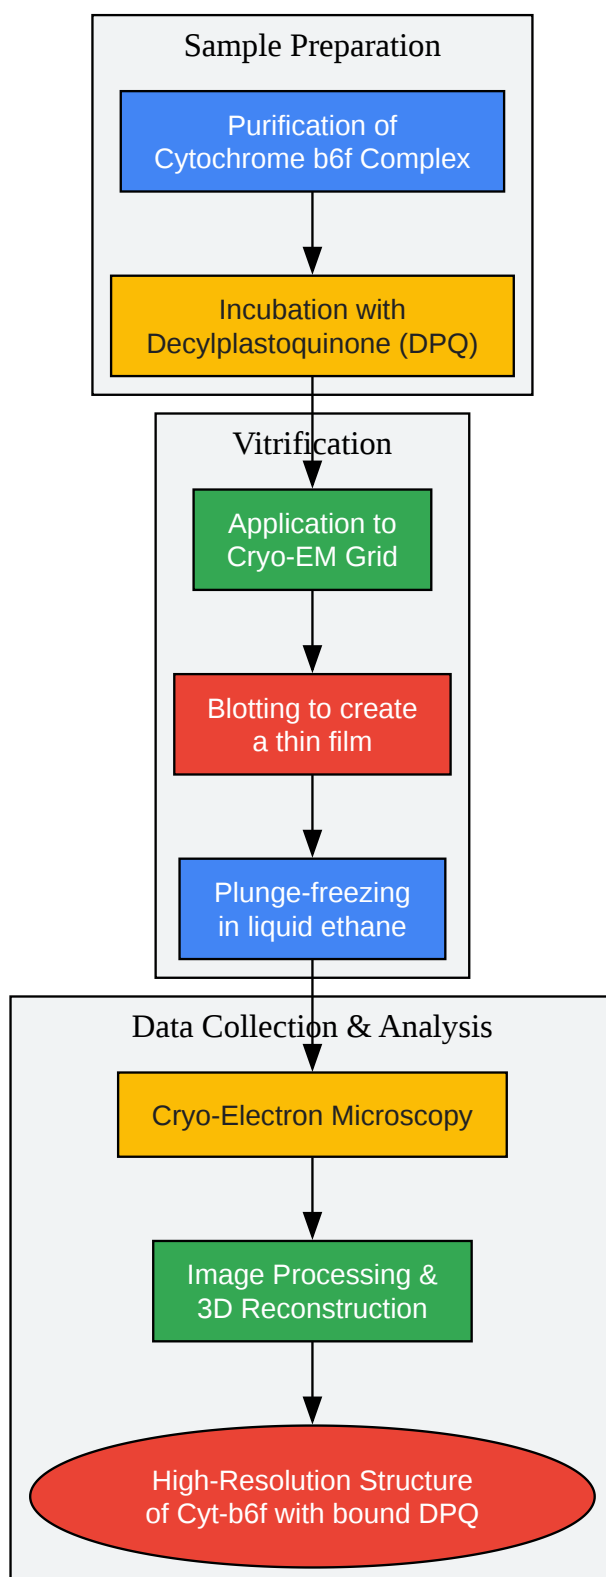 Sample Preparation
Purification of
Cytochrome b6f Complex
Incubation with
Decylplastoquinone (DPQ)
Vitrification
Application to
Cryo-EM Grid
Blotting to create
a thin film
Plunge-freezing
in liquid ethane
Data Collection & Analysis
Cryo-Electron Microscopy
Image Processing &
3D Reconstruction
High-Resolution Structure
of Cyt-b6f with bound DPQ